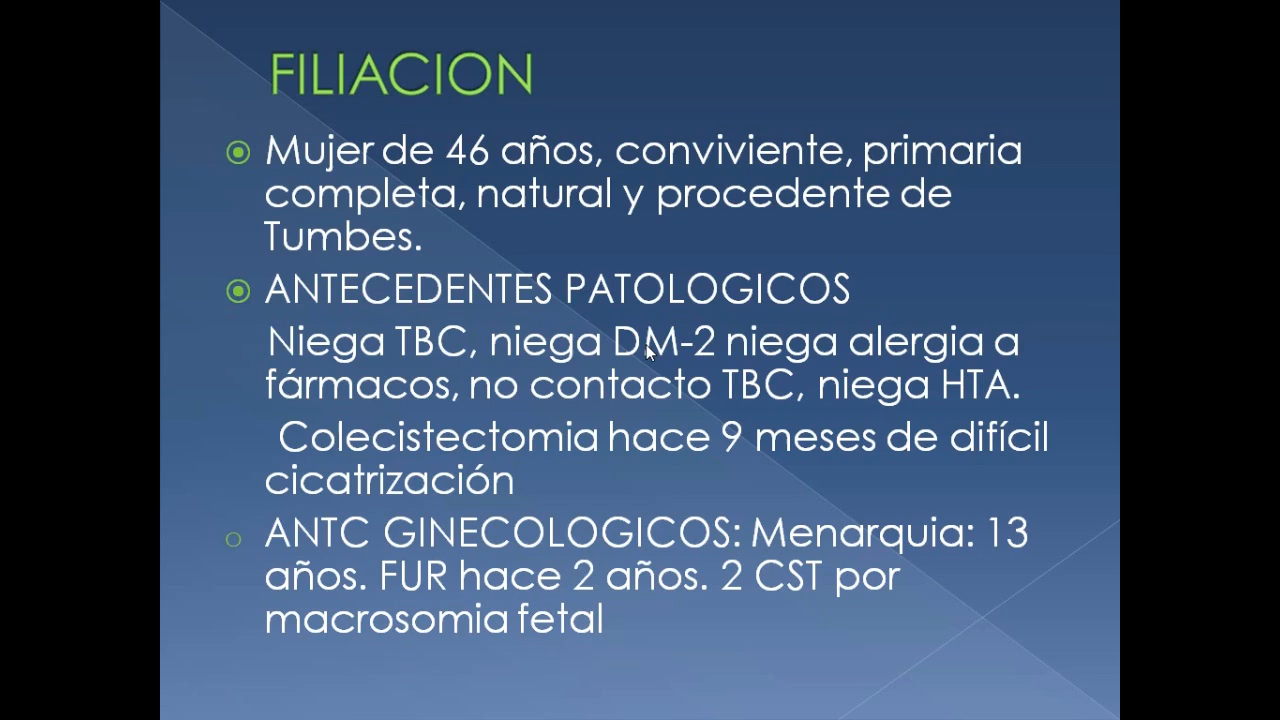 FILIACION
Mujer de 46 años, conviviente, primaria
completa, natural y procedente de
Tumbes.
ANTECEDENTES PATOLOGICOS
Niega TBC, niega DM-2 niega alergia a
fármacos, no contacto TBC, niega HTA.
Colecistectomia hace 9 meses de difícil
cicatrización
ANTC GINECOLOGICOS: Menarquia: 13
años. FUR hace 2 años. 2 CST por
macrosomia fetal